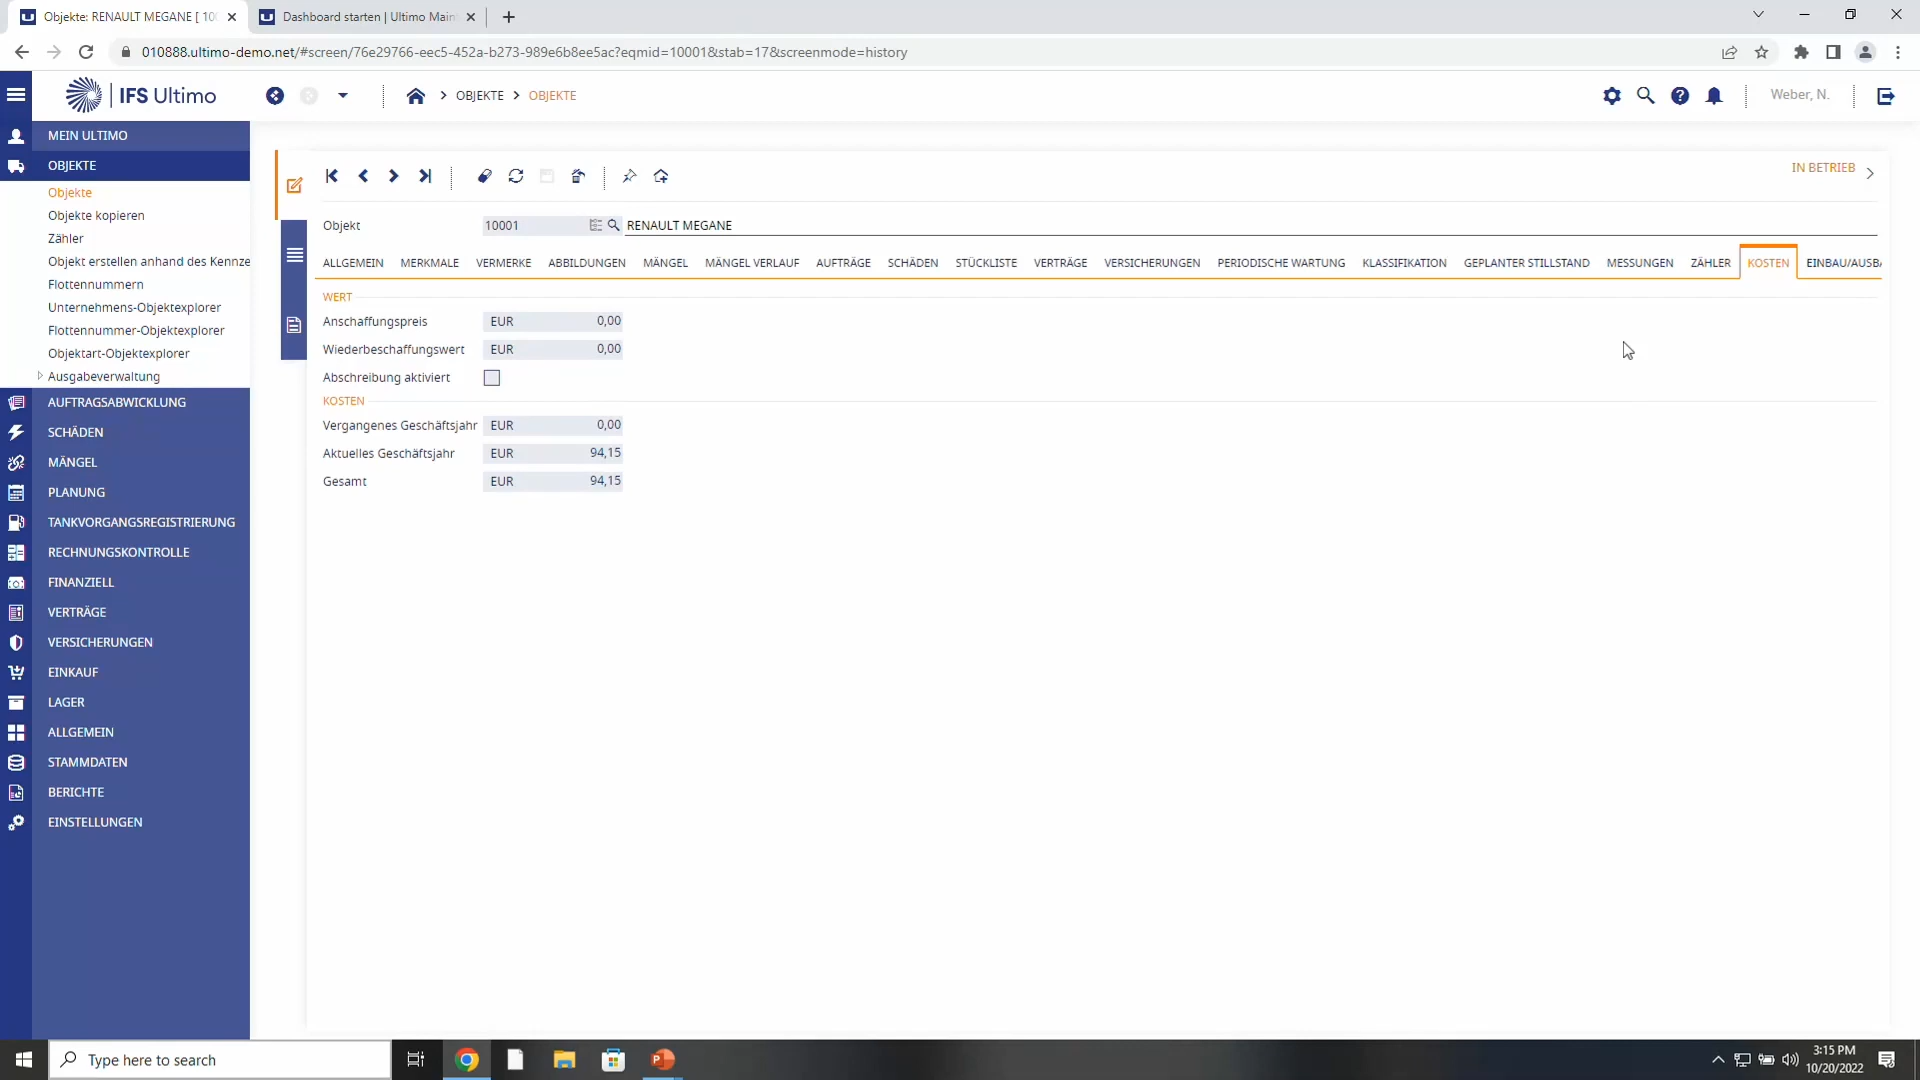 Objekte: RENAULT MEGANE [ 100
Dashboard starten | Ultimo Main
010888.ultimo-demo.net/#screen/76e29766-eec5-452a-b273-989e6b8ee5ac?eqmid=10001&stab=17&screenmode=history
IFS Ultimo
OBJEKTE
OBJEKTE
Weber, N.
MEIN ULTIMO
OBJEKTE
Objekte
Objekte kopieren
Zähler
Objekt erstellen anhand des Kennze
Flottennummern
Unternehmens-Objektexplorer
Flottennummer-Objektexplorer
Objektart-Objektexplorer
Ausgabeverwaltung
AUFTRAGSABWICKLUNG
SCHÄDEN
MÄNGEL
PLANUNG
TANKVORGANGSREGISTRIERUNG
RECHNUNGSKONTROLLE
FINANZIELL
VERTRÄGE
VERSICHERUNGEN
EINKAUF
LAGER
ALLGEMEIN
STAMMDATEN
BERICHTE
EINSTELLUNGEN
IN BETRIEB
Objekt 10001 RENAULT MEGANE
ALLGEMEIN MERKMALE VERMERKE ABBILDUNGEN MÄNGEL MÄNGEL VERLAUF AUFTRÄGE SCHÄDEN STÜCKLISTE VERTRÄGE VERSICHERUNGEN PERIODISCHE WARTUNG KLASSIFIKATION GEPLANTER STILLSTAND MESSUNGEN ZÄHLER KOSTEN EINBAU/AUSBA
WERT
Anschaffungspreis EUR 0,00
Wiederbeschaffungswert EUR 0,00
Abschreibung aktiviert
KOSTEN
Vergangenes Geschäftsjahr EUR 0,00
Aktuelles Geschäftsjahr EUR 94,15
Gesamt EUR 94,15
Type here to search
3:15 PM
10/20/2022